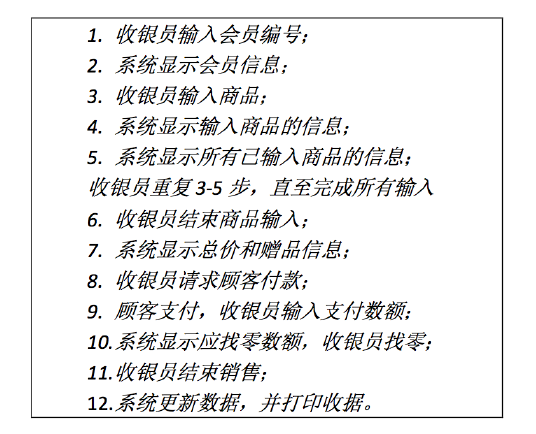 1. 收银员输入会员编号；
2. 系统显示会员信息；
3. 收银员输入商品；
4. 系统显示输入商品的信息；
5. 系统显示所有已输入商品的信息；
收银员重复 3-5 步，直至完成所有输入
6. 收银员结束商品输入；
7. 系统显示总价和赠品信息；
8. 收银员请求顾客付款；
9. 顾客支付，收银员输入支付数额；
10. 系统显示应找零数额，收银员找零；
11. 收银员结束销售；
12. 系统更新数据，并打印收据。